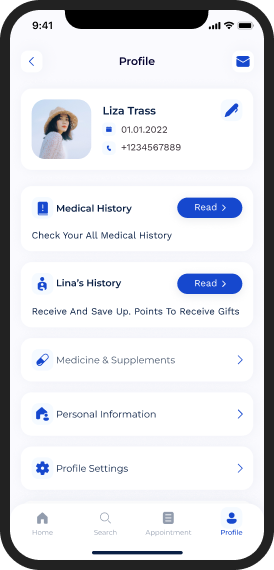 9:41
Profile
Liza Trass
01.01.2022
+1234567889
Medical History
Read
Check Your All Medical History
Lina's History
Read
Receive And Save Up. Points To Receive Gifts
Medicine & Supplements
Personal Information
Profile Settings
Home
Search
Appointment
Profile